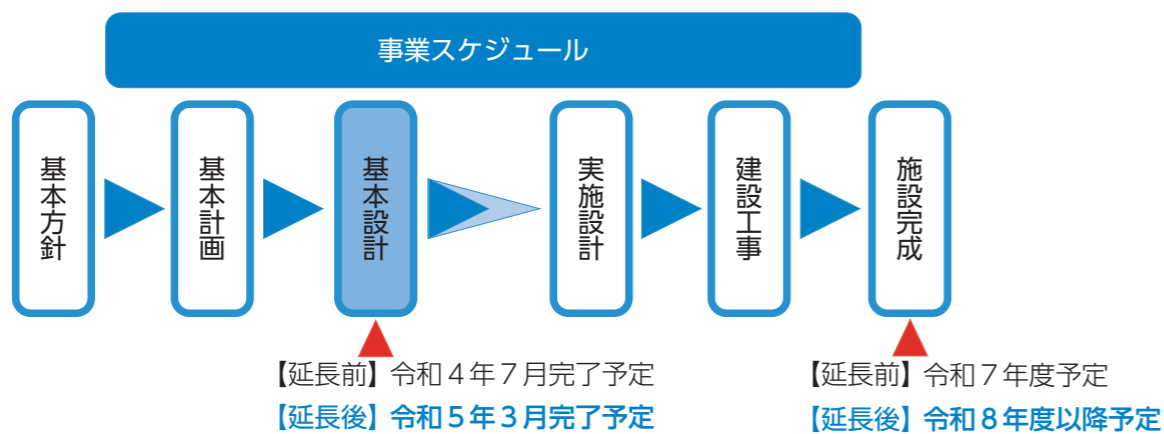 事業スケジュール
基本方針
基本計画
基本設計
実施設計
建設工事
施設完成
【延長前】令和4年7月完了予定
【延長後】令和5年3月完了予定
【延長前】令和7年度予定
【延長後】令和8年度以降予定